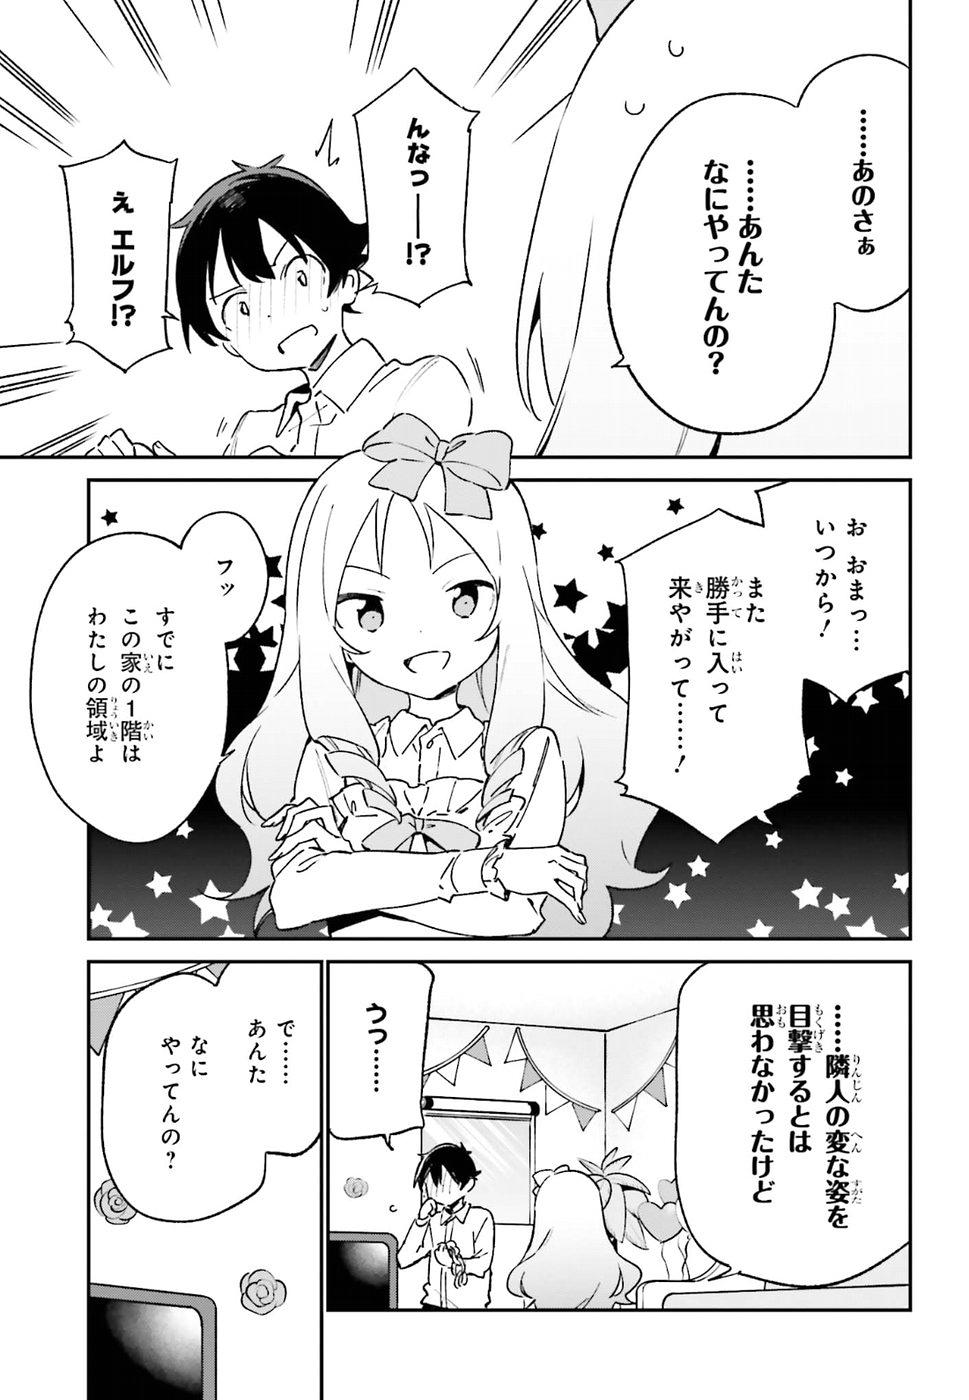 ……あのさぁ
……あんた
なにやってんの？
んなっ――!?
え エルフ!?
お おまっ…
いつから！
また
勝手に入って
来やがって……！
フッ
すでに
この家の1階は
わたしの領域よ
……隣人の変な姿を
目撃するとは
思わなかったけど
うっ……
で……
あんた
なに
やってんの？